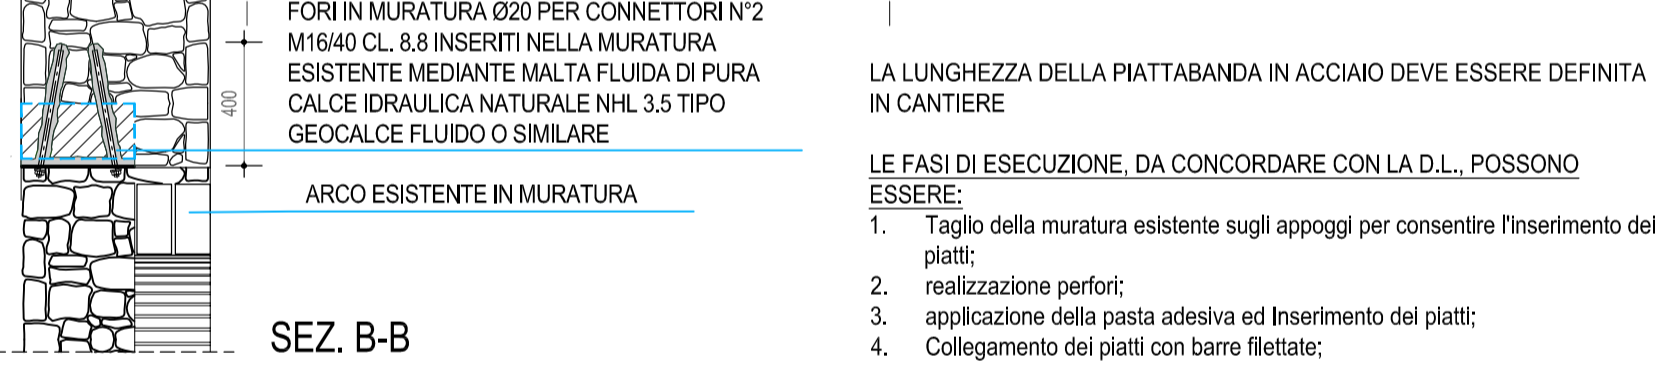 FORI IN MURATURA Ø20 PER CONNETTORI N°2
M16/40 CL. 8.8 INSERITI NELLA MURATURA
ESISTENTE MEDIANTE MALTA FLUIDA DI PURA
CALCE IDRAULICA NATURALE NHL 3.5 TIPO
GEOCALCE FLUIDO O SIMILARE
400
ARCO ESISTENTE IN MURATURA
SEZ. B-B
LA LUNGHEZZA DELLA PIATTABANDA IN ACCIAIO DEVE ESSERE DEFINITA
IN CANTIERE
LE FASI DI ESECUZIONE, DA CONCORDARE CON LA D.L., POSSONO
ESSERE:
1. Taglio della muratura esistente sugli appoggi per consentire l'inserimento dei
piatti;
2. realizzazione perfori;
3. applicazione della pasta adesiva ed Inserimento dei piatti;
4. Collegamento dei piatti con barre filettate;